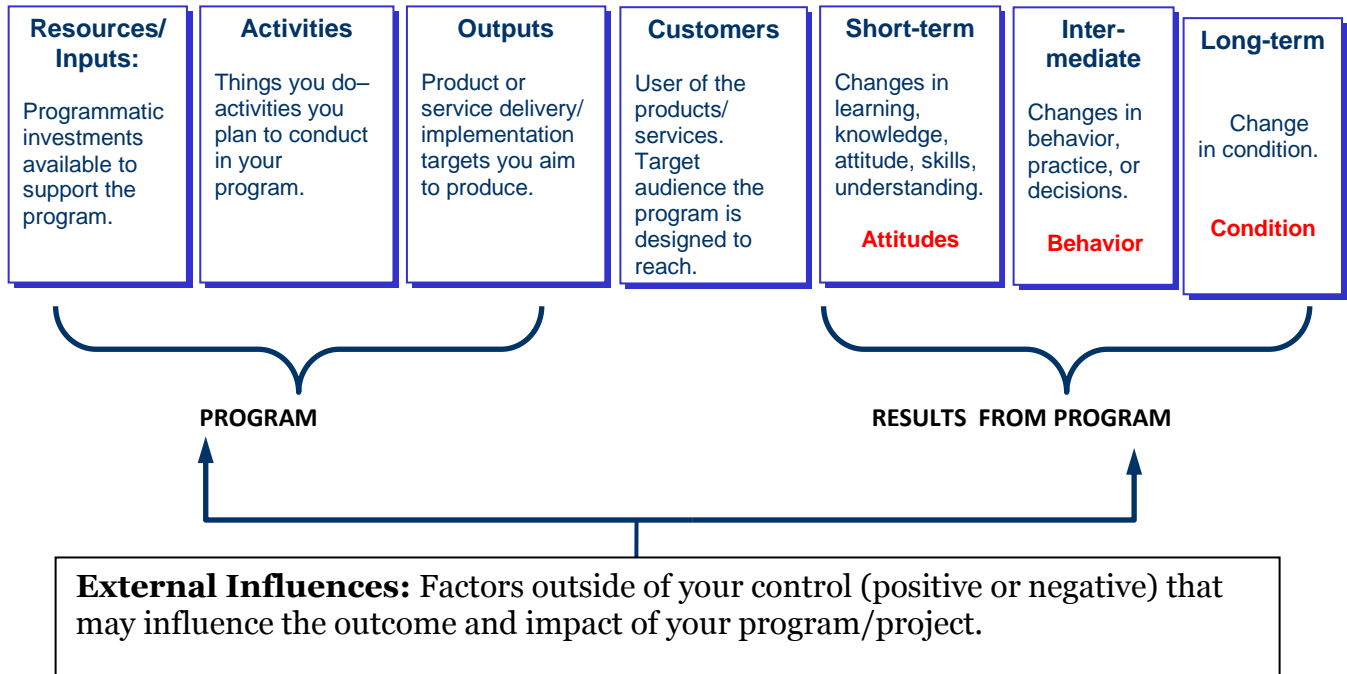 Resources/
Inputs:
Programmatic
investments
available to
support the
program.
Activities
Things you do–
activities you
plan to conduct
in your
program.
Outputs
Product or
service delivery/
implementation
targets you aim
to produce.
Customers
User of the
products/
services.
Target
audience the
program is
designed to
reach.
Short-term
Changes in
learning,
knowledge,
attitude, skills,
understanding.
Attitudes
Inter-
mediate
Changes in
behavior,
practice, or
decisions.
Behavior
Long-term
Change
in condition.
Condition
PROGRAM
RESULTS FROM PROGRAM
External Influences: Factors outside of your control (positive or negative) that
may influence the outcome and impact of your program/project.